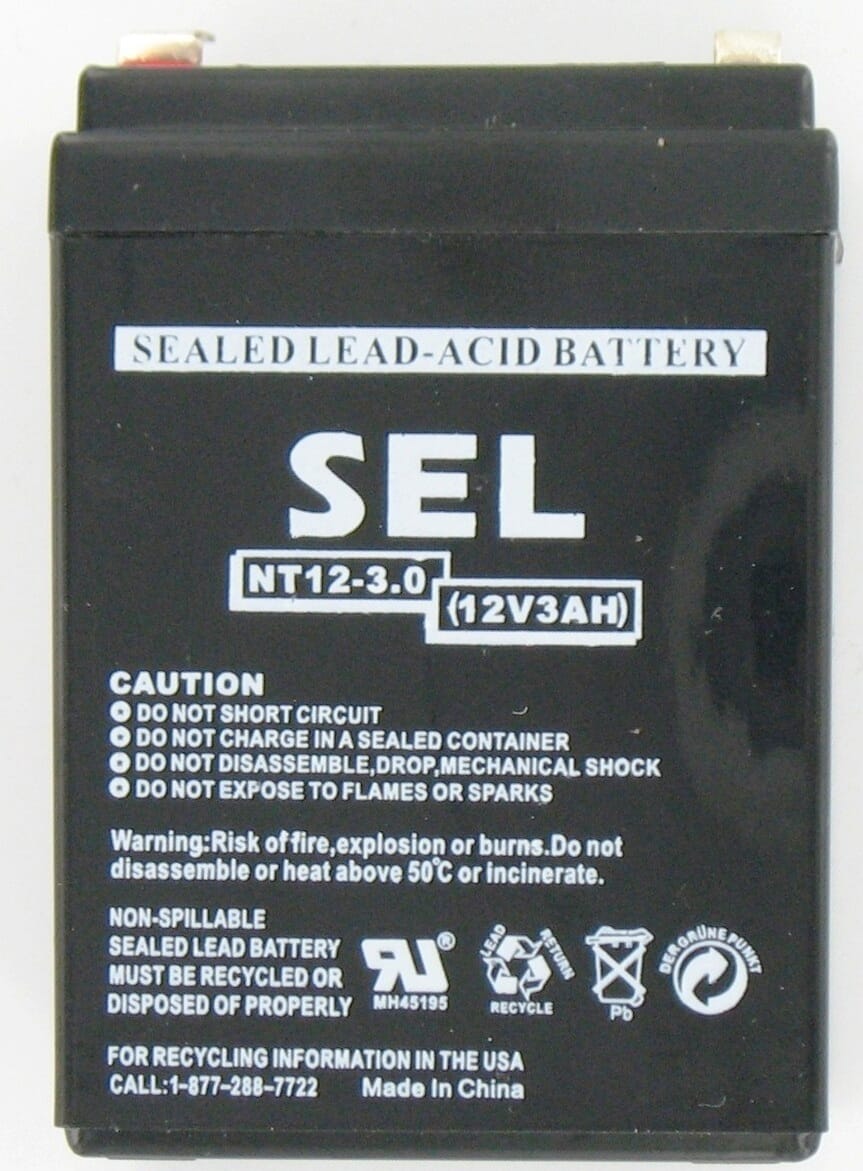 SEALED LEAD-ACID BATTERY
SEL
NT12-3.0
(12V3AH)
CAUTION
DO NOT SHORT CIRCUIT
DO NOT CHARGE IN A SEALED CONTAINER
DO NOT DISASSEMBLE,DROP,MECHANICAL SHOCK
DO NOT EXPOSE TO FLAMES OR SPARKS
Warning:Risk of fire,explosion or burns.Do not
disassemble or heat above 50°C or incinerate.
NON-SPILLABLE
SEALED LEAD BATTERY
MUST BE RECYCLED OR
DISPOSED OF PROPERLY
RU®
MH45195
LEAD RETURN
RECYCLE
Pb
DER GRÜNE PUNKT
FOR RECYCLING INFORMATION IN THE USA
CALL:1-877-288-7722 Made In China